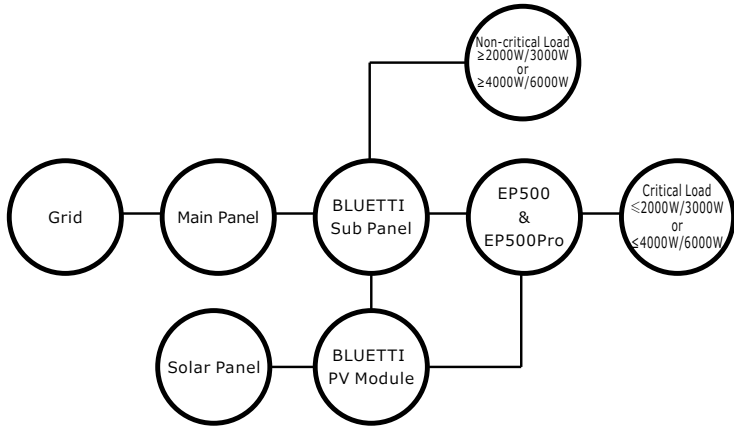 Non-critical Load
≥2000W/3000W
or
≥4000W/6000W
Grid
Main Panel
BLUETTI
Sub Panel
EP500
&
EP500Pro
Critical Load
≤2000W/3000W
or
≤4000W/6000W
Solar Panel
BLUETTI
PV Module